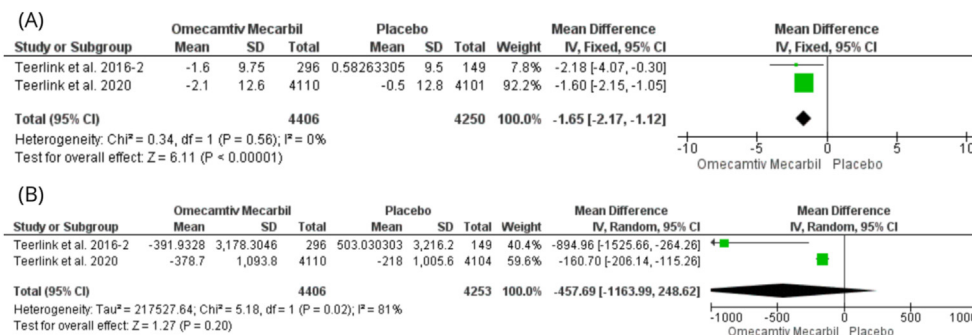 (A)
Omecamtiv Mecarbil Placebo Mean Difference Mean Difference
Study or Subgroup Mean SD Total Mean SD Total Weight IV, Fixed, 95% CI IV, Fixed, 95% CI
Teerlink et al. 2016-2 -1.6 9.75 296 0.58263305 9.5 149 7.8% -2.18 [-4.07, -0.30]
Teerlink et al. 2020 -2.1 12.6 4110 -0.5 12.8 4101 92.2% -1.60 [-2.15, -1.05]
Total (95% CI) 4406 4250 100.0% -1.65 [-2.17, -1.12]
Heterogeneity: Chi² = 0.34, df = 1 (P = 0.56); I² = 0%
Test for overall effect: Z = 6.11 (P < 0.00001)
-10 -5 0 5 10
Omecamtiv Mecarbil Placebo
(B)
Omecamtiv Mecarbil Placebo Mean Difference Mean Difference
Study or Subgroup Mean SD Total Mean SD Total Weight IV, Random, 95% CI IV, Random, 95% CI
Teerlink et al. 2016-2 -391.9328 3,178.3046 296 503.030303 3,216.2 149 40.4% -894.96 [-1525.66, -264.26]
Teerlink et al. 2020 -378.7 1,093.8 4110 -218 1,005.6 4104 59.6% -160.70 [-206.14, -115.26]
Total (95% CI) 4406 4253 100.0% -457.69 [-1163.99, 248.62]
Heterogeneity: Tau² = 217527.64; Chi² = 5.18, df = 1 (P = 0.02); I² = 81%
Test for overall effect: Z = 1.27 (P = 0.20)
-1000 -500 0 500 1000
Omecamtiv Mecarbil Placebo